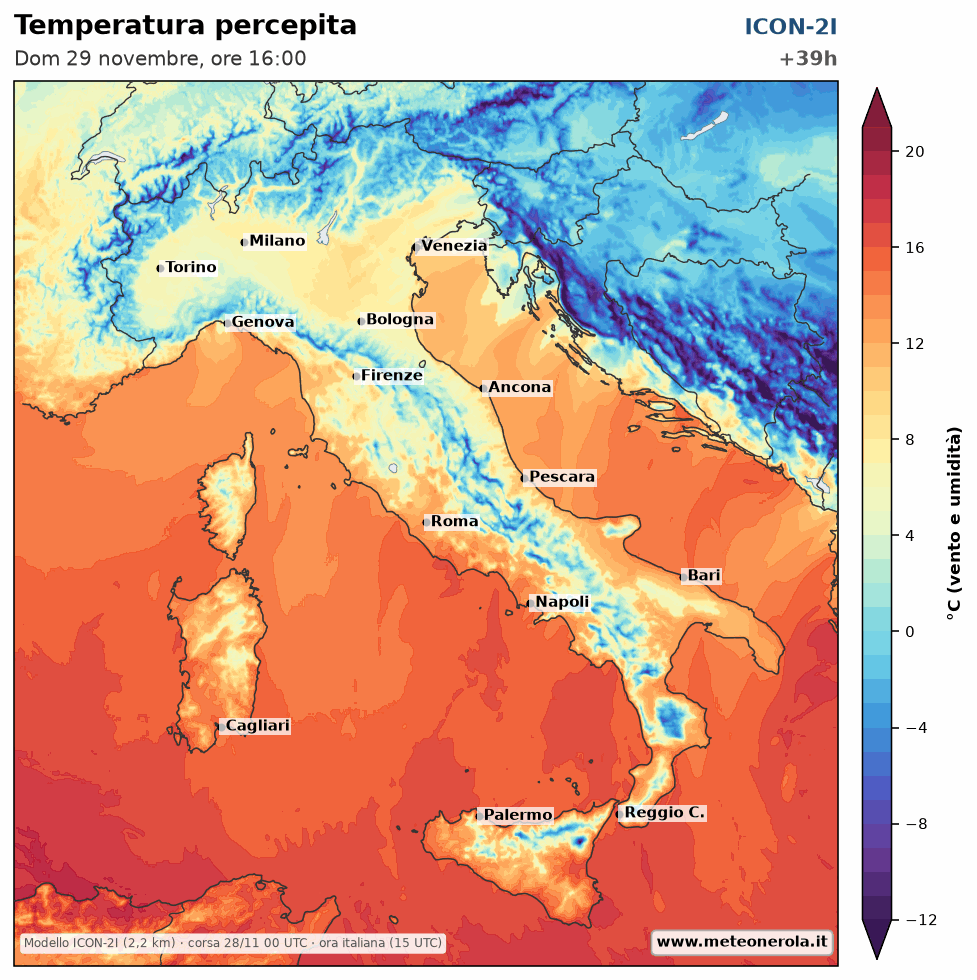 Temperatura percepita
ICON-2I
Dom 29 novembre, ore 16:00
+39h
Milano
Venezia
Torino
Genova
Bologna
Firenze
Ancona
Pescara
Roma
Bari
Napoli
Cagliari
Palermo
Reggio C.
20
16
12
8
4
0
−4
−8
−12
°C (vento e umidità)
Modello ICON-2I (2,2 km) · corsa 28/11 00 UTC · ora italiana (15 UTC)
www.meteonerola.it